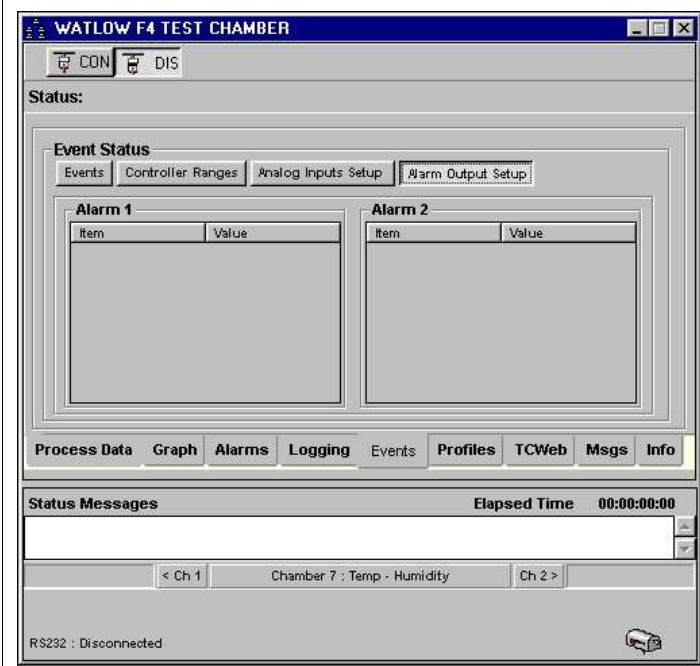 WATLOW F4 TEST CHAMBER
CON DIS
Status:
Event Status
Events Controller Ranges Analog Inputs Setup Alarm Output Setup
Alarm 1 Alarm 2
Item Value Item Value
Process Data Graph Alarms Logging Events Profiles TCWeb Msgs Info
Status Messages Elapsed Time 00:00:00:00
< Ch 1 Chamber 7 : Temp - Humidity Ch 2 >
RS232 : Disconnected